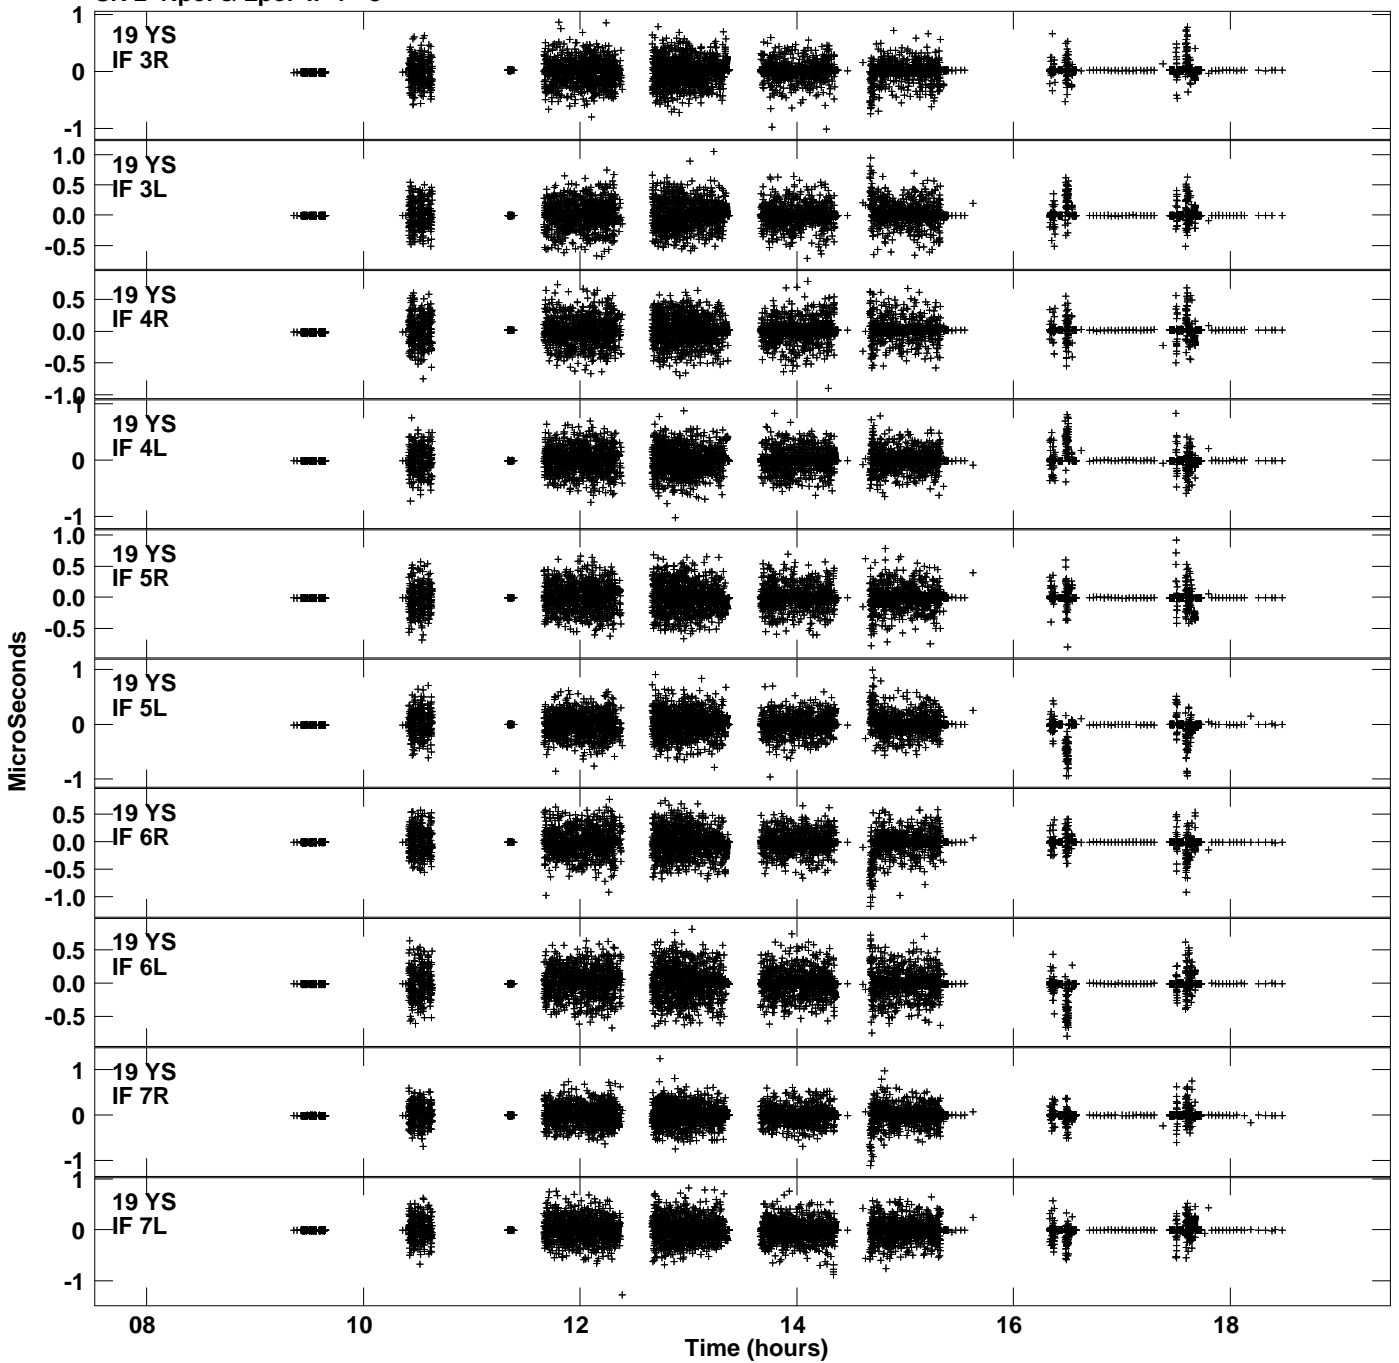 1
19 YS
IF 3R
0
-1
1.0
19 YS
IF 3L
0.5
0.0
-0.5
19 YS
IF 4R
0.5
0.0
-0.5
-1.0
1
19 YS
IF 4L
0
-1
1.0
19 YS
IF 5R
0.5
0.0
-0.5
1
19 YS
IF 5L
0
-1
19 YS
IF 6R
0.5
0.0
-0.5
-1.0
19 YS
IF 6L
0.5
0.0
-0.5
19 YS
IF 7R
1
0
-1
1
19 YS
IF 7L
0
-1
MicroSeconds
08 10 12 14 16 18
Time (hours)